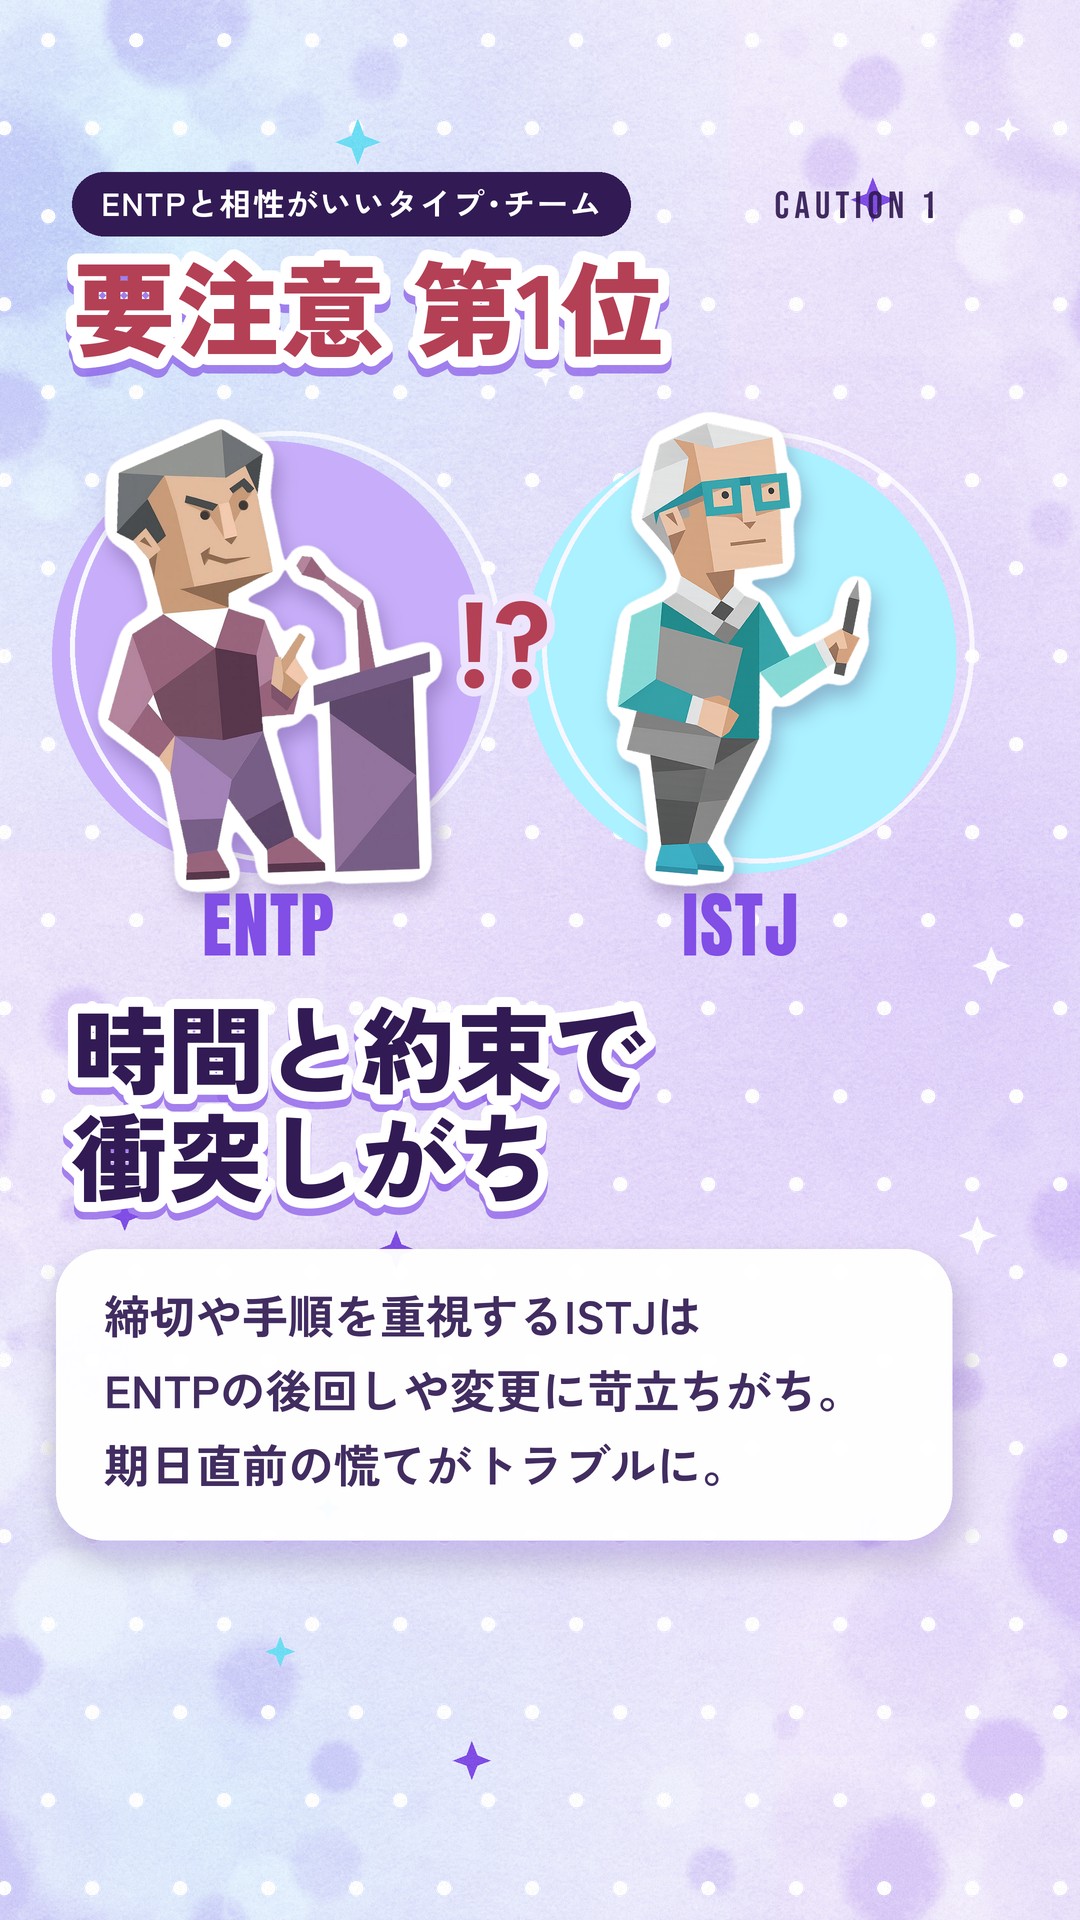 ENTPと相性がいいタイプ・チーム
CAUTION 1
要注意 第1位
!?
ENTP
ISTJ
時間と約束で
衝突しがち
締切や手順を重視するISTJは
ENTPの後回しや変更に苛立ちがち。
期日直前の慌てがトラブルに。